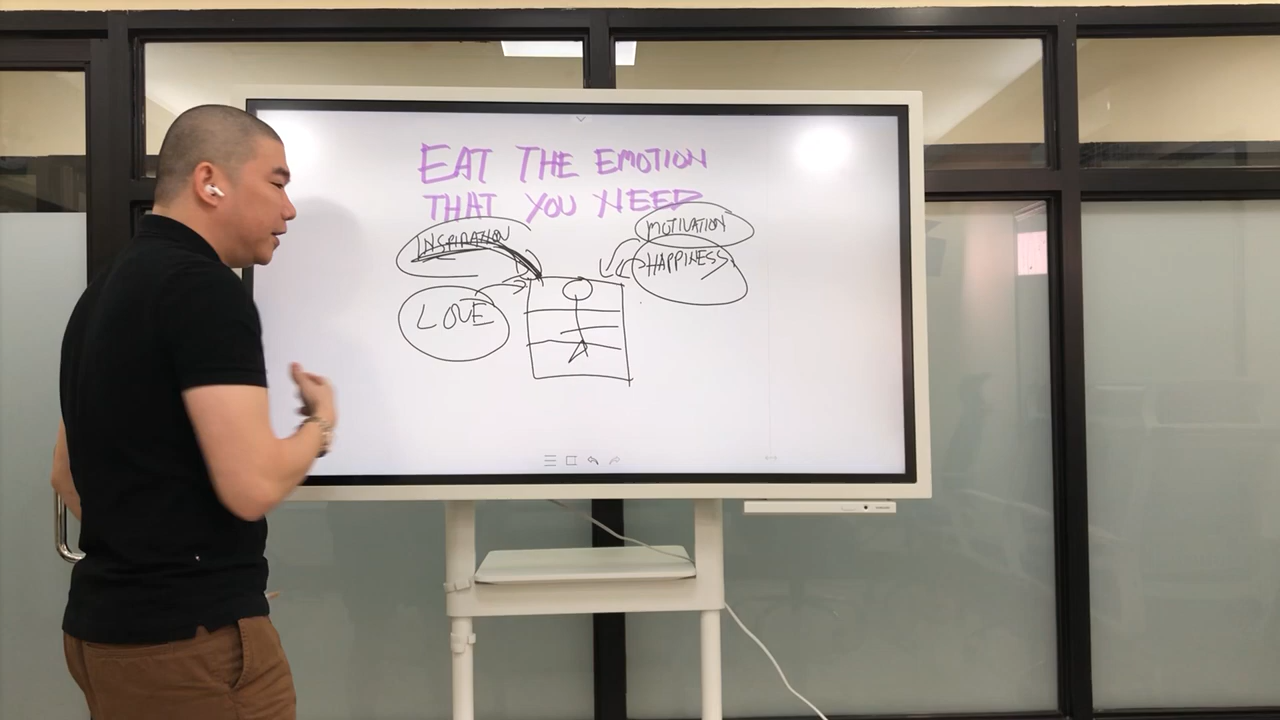 EAT THE EMOTION
THAT YOU NEED
INSPIRATION
MOTIVATION
HAPPINESS
LOVE